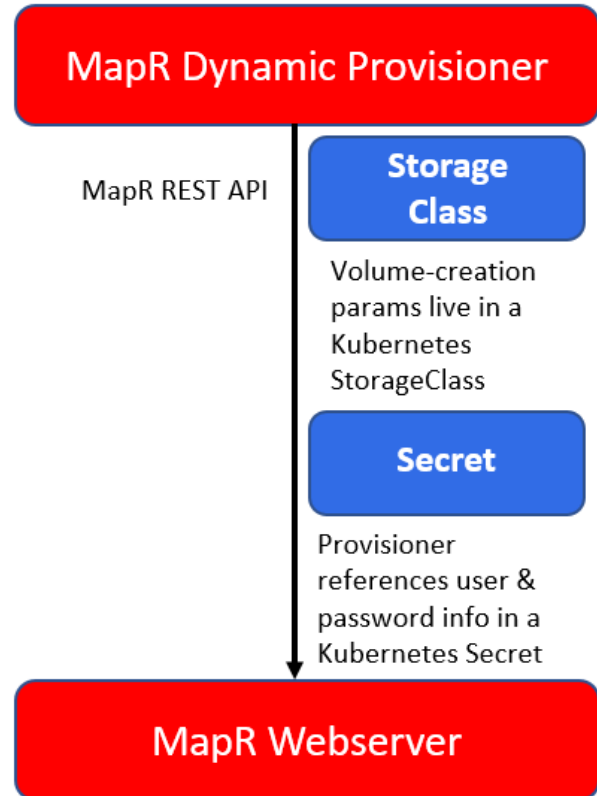 MapR Dynamic Provisioner
MapR REST API
Storage
Class
Volume-creation
params live in a
Kubernetes
StorageClass
Secret
Provisioner
references user &
password info in a
Kubernetes Secret
MapR Webserver